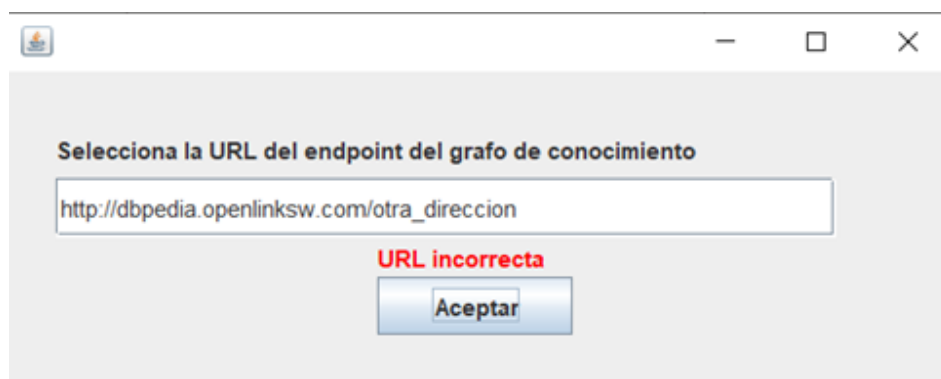 Selecciona la URL del endpoint del grafo de conocimiento
http://dbpedia.openlinksw.com/otra_direccion
URL incorrecta
Aceptar